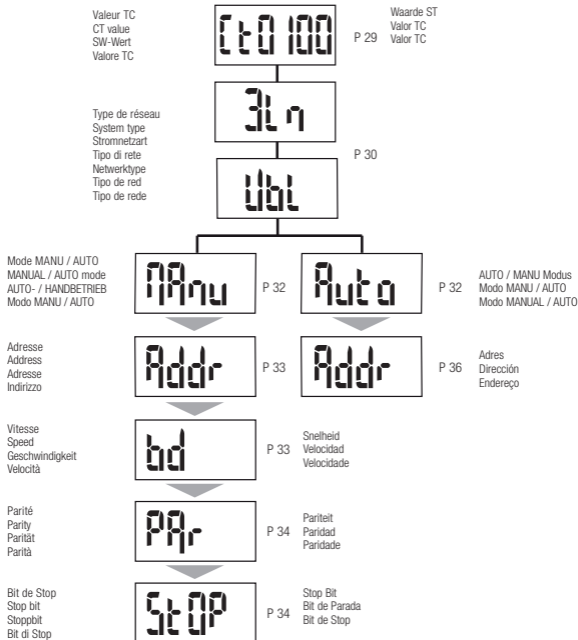 Valeur TC
CT value
SW-Wert
Valore TC
Ct0100
P 29
Waarde ST
Valor TC
Valor TC
Type de réseau
System type
Stromnetzart
Tipo di rete
Netwerktype
Tipo de red
Tipo de rede
3Ln
Ubl
P 30
Mode MANU / AUTO
MANUAL / AUTO mode
AUTO- / HANDBETRIEB
Modo MANU / AUTO
MAnu
P 32
Auto
P 32
AUTO / MANU Modus
Modo MANU / AUTO
Modo MANUAL / AUTO
Adresse
Address
Adresse
Indirizzo
Addr
P 33
Addr
P 36
Adres
Dirección
Endereço
Vitesse
Speed
Geschwindigkeit
Velocità
bd
P 33
Snelheid
Velocidad
Velocidade
Parité
Parity
Parität
Parità
PAr
P 34
Pariteit
Paridad
Paridade
Bit de Stop
Stop bit
Stoppbit
Bit di Stop
StOP
P 34
Stop Bit
Bit de Parada
Bit de Stop